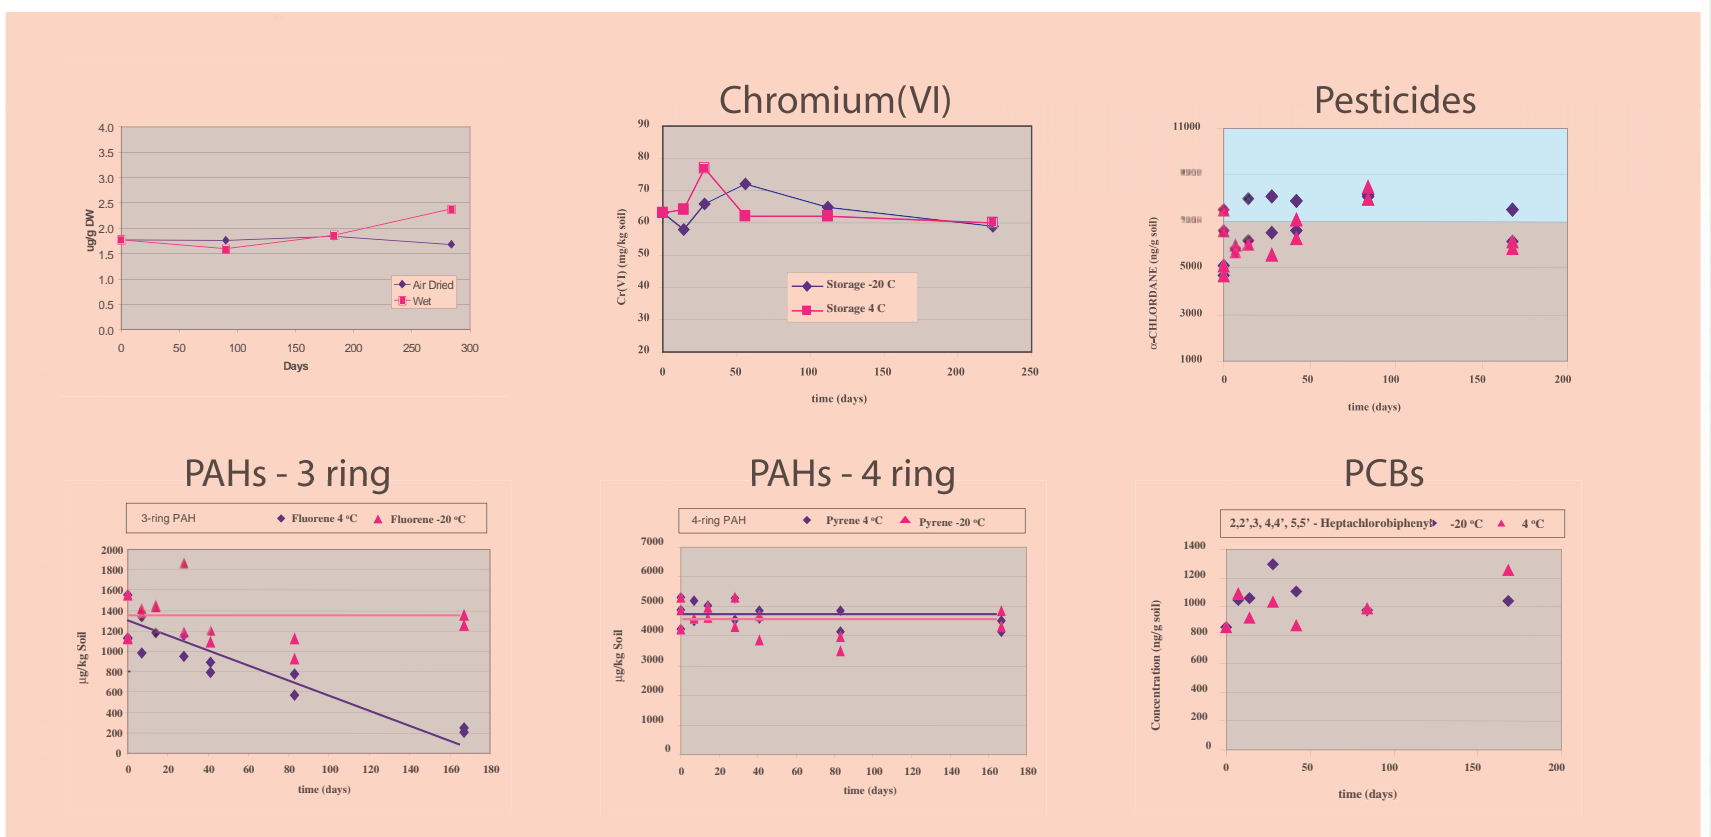 Chromium(VI)
Pesticides
4.0
3.5
3.0
2.5
2.0
1.5
1.0
0.5
0.0
ug/g DW
Air Dried
Wet
0 50 100 150 200 250 300
Days
90
80
70
60
50
40
30
20
Cr(VI) (mg/kg soil)
Storage -20 C
Storage 4 C
0 50 100 150 200 250
time (days)
11000
5000
3000
1000
α-CHLORDANE (ng/g soil)
0 50 100 150 200
time (days)
PAHs - 3 ring
PAHs - 4 ring
PCBs
3-ring PAH Fluorene 4 ºC Fluorene -20 ºC
2000
1800
1600
1400
1200
1000
800
600
400
200
0
µg/kg Soil
0 20 40 60 80 100 120 140 160 180
time (days)
4-ring PAH Pyrene 4 ºC Pyrene -20 ºC
7000
6000
5000
4000
3000
2000
1000
0
µg/kg Soil
0 20 40 60 80 100 120 140 160 180
time (days)
2,2’,3, 4,4’, 5,5’ - Heptachlorobiphenyl -20 ºC 4 ºC
1400
1200
1000
800
600
400
200
0
Concentration (ng/g soil)
0 50 100 150 200
time (days)